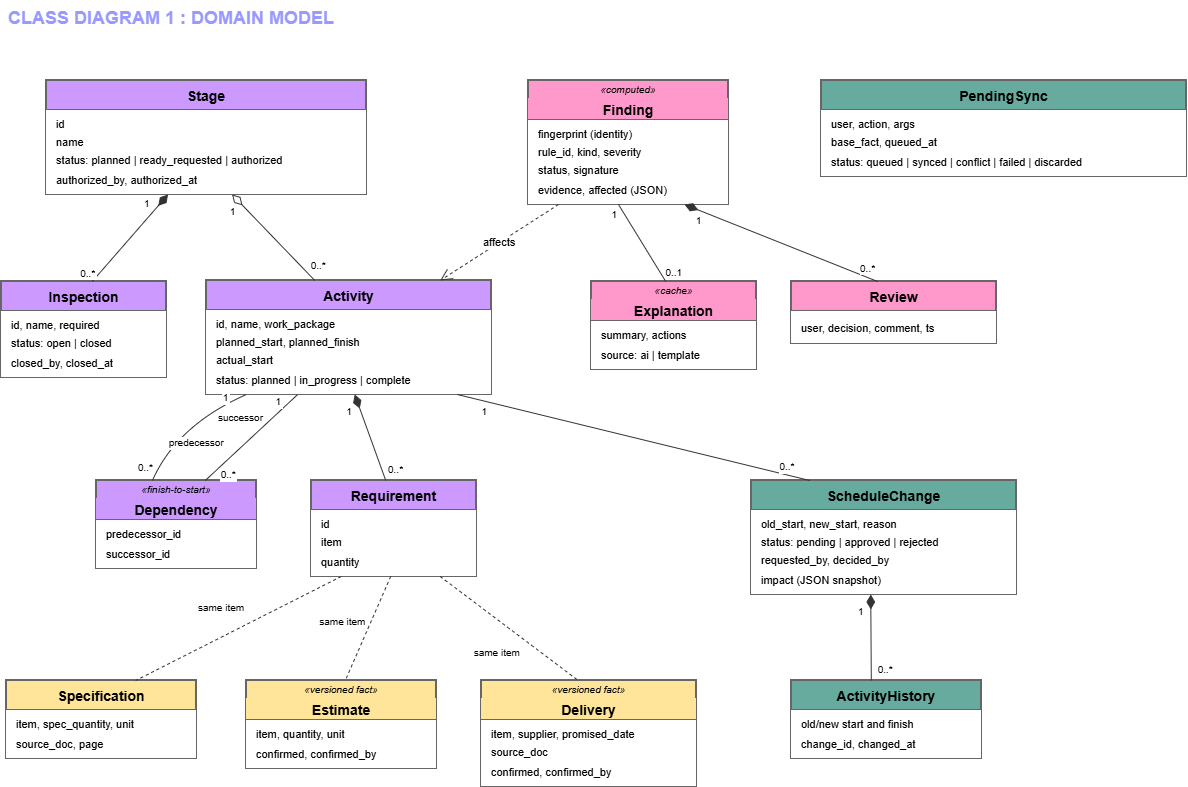 CLASS DIAGRAM 1 : DOMAIN MODEL
Stage
id
name
status: planned | ready_requested | authorized
authorized_by, authorized_at
«computed»
Finding
fingerprint (identity)
rule_id, kind, severity
status, signature
evidence, affected (JSON)
PendingSync
user, action, args
base_fact, queued_at
status: queued | synced | conflict | failed | discarded
1
1
1
1
affects
0..*
0..*
0..1
0..*
Inspection
id, name, required
status: open | closed
closed_by, closed_at
Activity
id, name, work_package
planned_start, planned_finish
actual_start
status: planned | in_progress | complete
«cache»
Explanation
summary, actions
source: ai | template
Review
user, decision, comment, ts
1
1
1
1
successor
predecessor
0..*
0..*
0..*
0..*
«finish-to-start»
Dependency
predecessor_id
successor_id
Requirement
id
item
quantity
ScheduleChange
old_start, new_start, reason
status: pending | approved | rejected
requested_by, decided_by
impact (JSON snapshot)
same item
same item
same item
1
0..*
Specification
item, spec_quantity, unit
source_doc, page
«versioned fact»
Estimate
item, quantity, unit
confirmed, confirmed_by
«versioned fact»
Delivery
item, supplier, promised_date
source_doc
confirmed, confirmed_by
ActivityHistory
old/new start and finish
change_id, changed_at